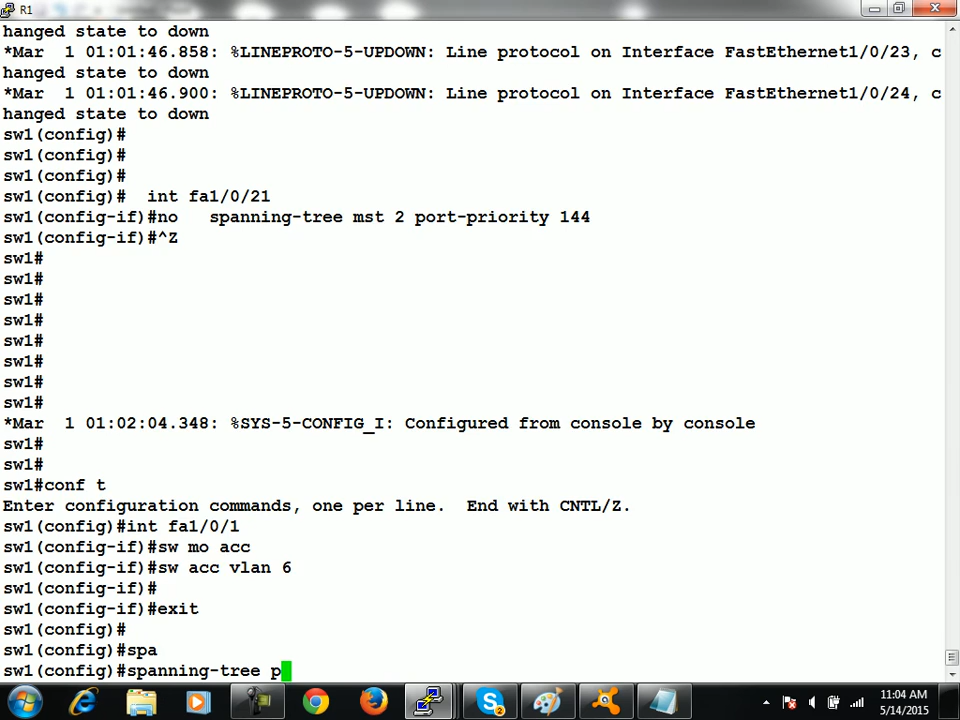 R1
hanged state to down
*Mar  1 01:01:46.858: %LINEPROTO-5-UPDOWN: Line protocol on Interface FastEthernet1/0/23, c
hanged state to down
*Mar  1 01:01:46.900: %LINEPROTO-5-UPDOWN: Line protocol on Interface FastEthernet1/0/24, c
hanged state to down
sw1(config)#
sw1(config)#
sw1(config)#
sw1(config)#  int fa1/0/21
sw1(config-if)#no   spanning-tree mst 2 port-priority 144
sw1(config-if)#^Z
sw1#
sw1#
sw1#
sw1#
sw1#
sw1#
sw1#
sw1#
*Mar  1 01:02:04.348: %SYS-5-CONFIG_I: Configured from console by console
sw1#
sw1#
sw1#conf t
Enter configuration commands, one per line.  End with CNTL/Z.
sw1(config)#int fa1/0/1
sw1(config-if)#sw mo acc
sw1(config-if)#sw acc vlan 6
sw1(config-if)#
sw1(config-if)#exit
sw1(config)#
sw1(config)#spa
sw1(config)#spanning-tree p
2
11:04 AM
5/14/2015